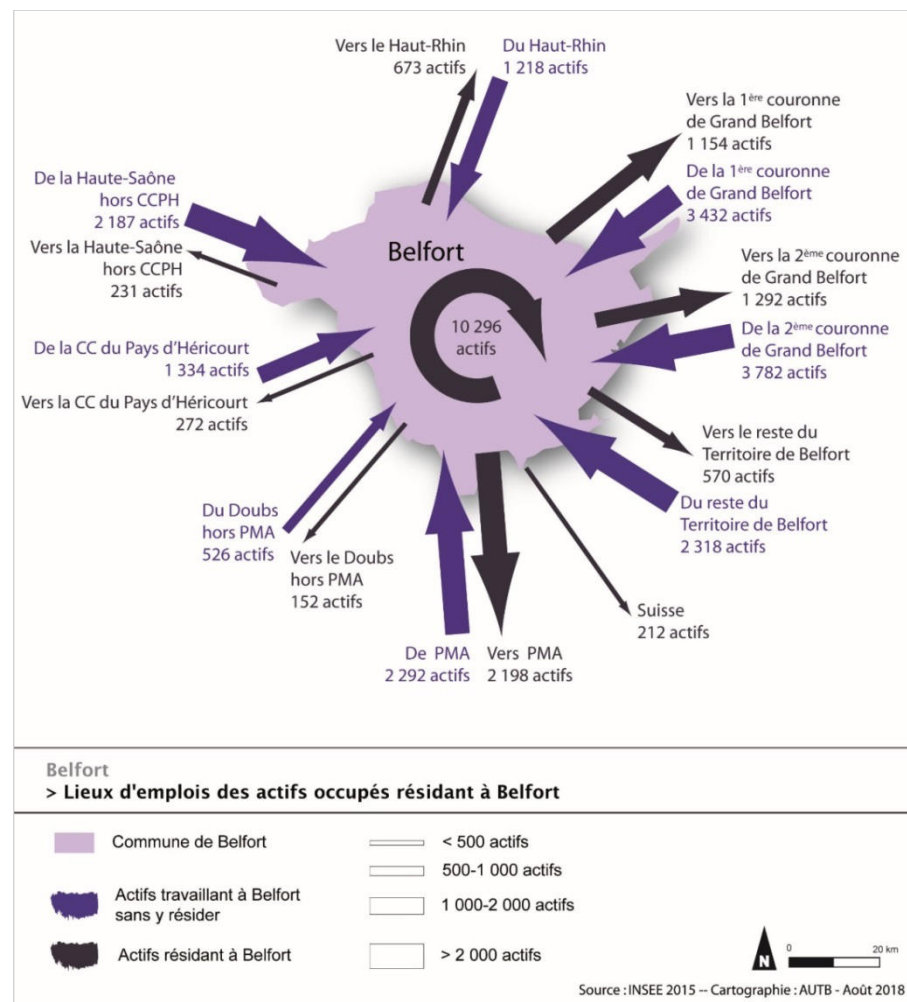 Vers le Haut-Rhin
673 actifs
Du Haut-Rhin
1 218 actifs
Vers la 1ère couronne
de Grand Belfort
1 154 actifs
De la 1ère couronne
de Grand Belfort
3 432 actifs
De la Haute-Saône
hors CCPH
2 187 actifs
Vers la Haute-Saône
hors CCPH
231 actifs
Belfort
10 296
actifs
Vers la 2ème couronne
de Grand Belfort
1 292 actifs
De la 2ème couronne
de Grand Belfort
3 782 actifs
De la CC du Pays d'Héricourt
1 334 actifs
Vers la CC du Pays d'Héricourt
272 actifs
Vers le reste du
Territoire de Belfort
570 actifs
Du reste du
Territoire de Belfort
2 318 actifs
Du Doubs
hors PMA
526 actifs
Vers le Doubs
hors PMA
152 actifs
Suisse
212 actifs
De PMA
2 292 actifs
Vers PMA
2 198 actifs
Belfort
> Lieux d'emplois des actifs occupés résidant à Belfort
Commune de Belfort
Actifs travaillant à Belfort
sans y résider
Actifs résidant à Belfort
< 500 actifs
500-1 000 actifs
1 000-2 000 actifs
> 2 000 actifs
N
0 20 km
Source : INSEE 2015 -- Cartographie : AUTB - Août 2018